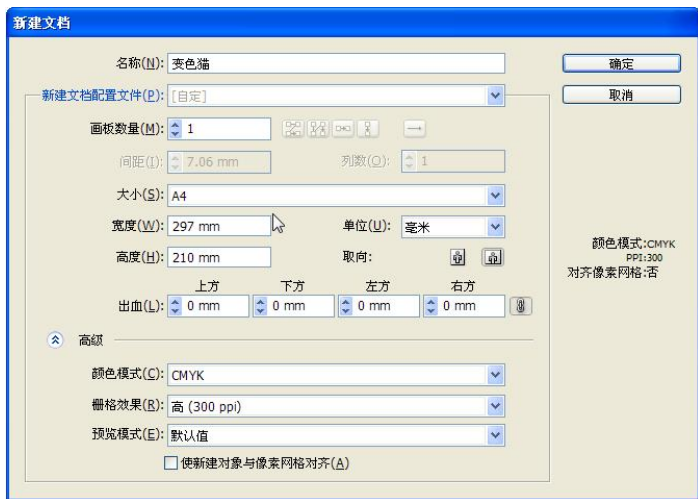 新建文档
名称(N): 变色猫
确定
新建文档配置文件(P): [自定]
取消
画板数量(M): 1
间距(I): 7.06 mm 列数(O): 1
大小(S): A4
宽度(W): 297 mm 单位(U): 毫米
高度(H): 210 mm 取向:
颜色模式:CMYK
PPI:300
对齐像素网格:否
上方 下方 左方 右方
出血(L): 0 mm 0 mm 0 mm 0 mm
高级
颜色模式(C): CMYK
栅格效果(R): 高 (300 ppi)
预览模式(E): 默认值
使新建对象与像素网格对齐(A)